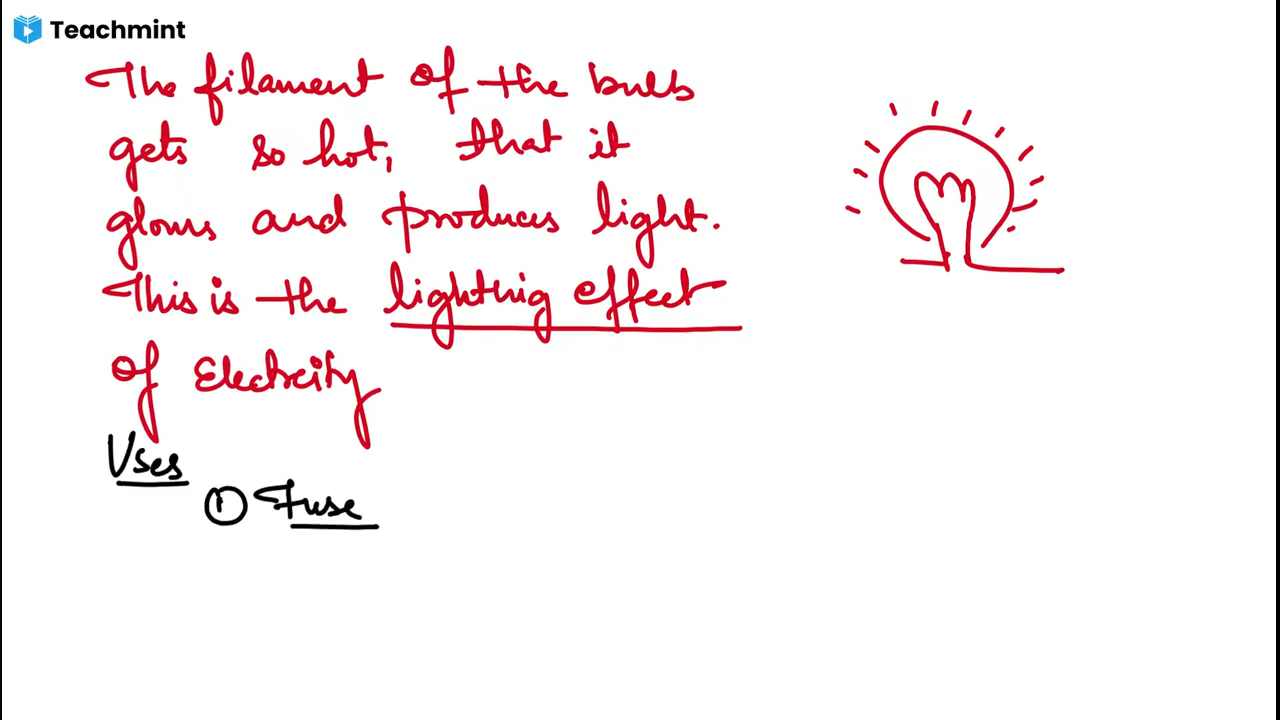 Teachmint
The filament of the bulb
gets so hot, that it
glows and produces light.
This is the lighting effect
of Electricity
Uses
① Fuse